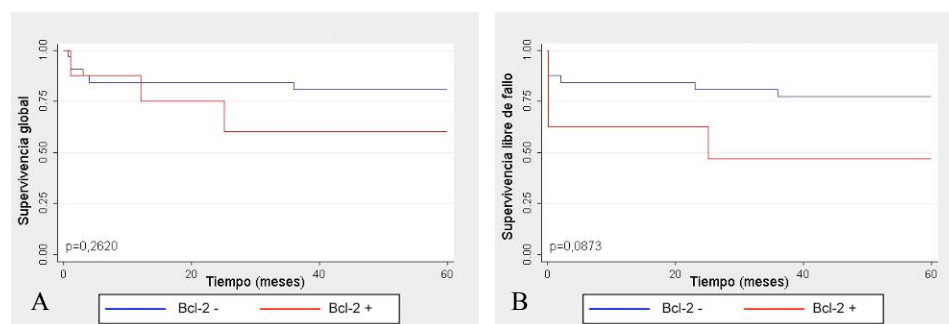 Supervivencia global
1.00
0.75
0.50
0.25
0.00
p=0,2620
0 20 40 60
Tiempo (meses)
A
Bcl-2 - Bcl-2 +
Supervivencia libre de fallo
1.00
0.75
0.50
0.25
0.00
p=0,0873
0 20 40 60
Tiempo (meses)
B
Bcl-2 - Bcl-2 +